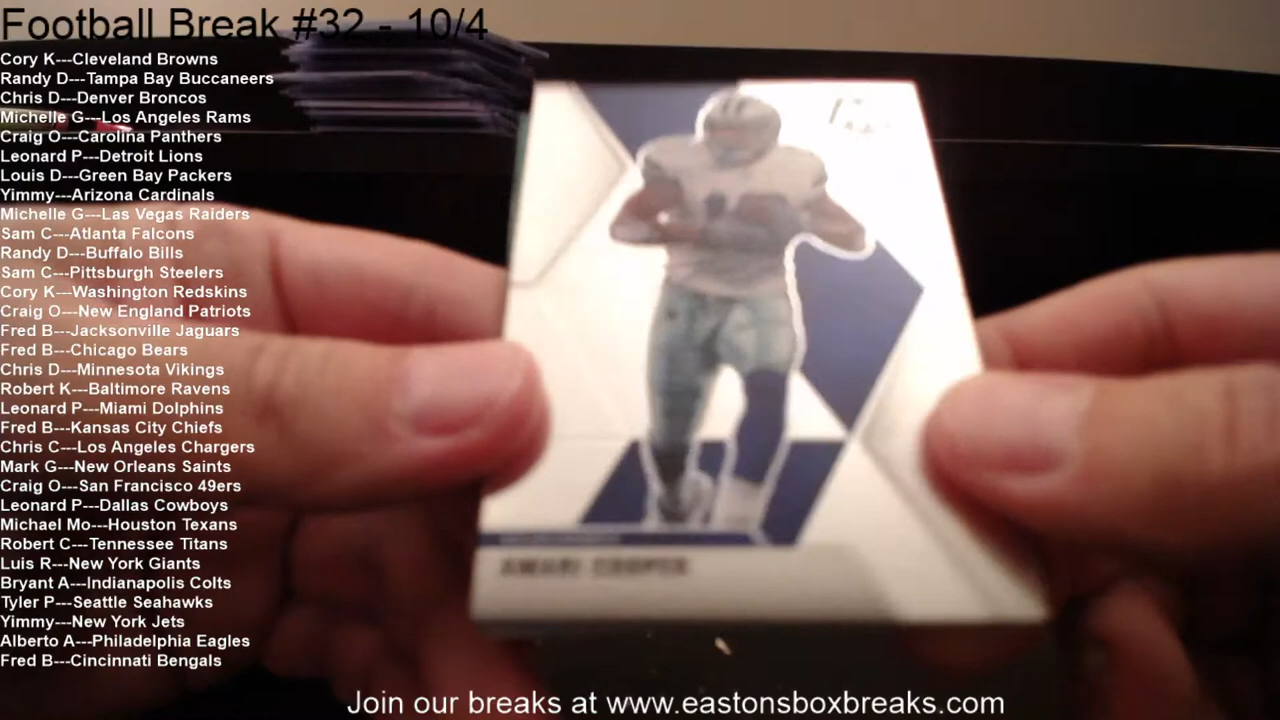 Football Break #32 - 10/4
Cory K---Cleveland Browns
Randy D---Tampa Bay Buccaneers
Chris D---Denver Broncos
Michelle G---Los Angeles Rams
Craig O---Carolina Panthers
Leonard P---Detroit Lions
Louis D---Green Bay Packers
Yimmy---Arizona Cardinals
Michelle G---Las Vegas Raiders
Sam C---Atlanta Falcons
Randy D---Buffalo Bills
Sam C---Pittsburgh Steelers
Cory K---Washington Redskins
Craig O---New England Patriots
Fred B---Jacksonville Jaguars
Fred B---Chicago Bears
Chris D---Minnesota Vikings
Robert K---Baltimore Ravens
Leonard P---Miami Dolphins
Fred B---Kansas City Chiefs
Chris C---Los Angeles Chargers
Mark G---New Orleans Saints
Craig O---San Francisco 49ers
Leonard P---Dallas Cowboys
Michael Mo---Houston Texans
Robert C---Tennessee Titans
Luis R---New York Giants
Bryant A---Indianapolis Colts
Tyler P---Seattle Seahawks
Yimmy---New York Jets
Alberto A---Philadelphia Eagles
Fred B---Cincinnati Bengals
AMARI COOPER
Join our breaks at www.eastonsboxbreaks.com